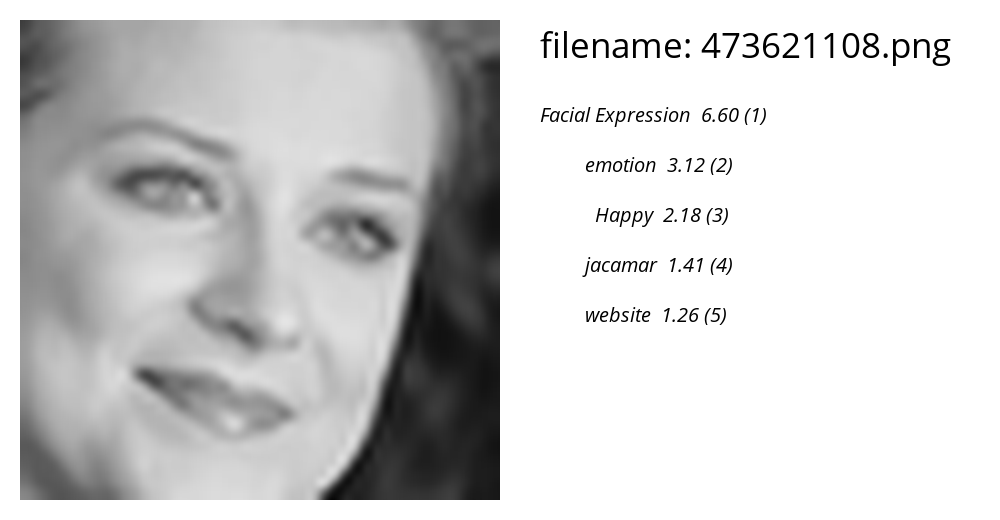 filename: 473621108.png
Facial Expression 6.60 (1)
emotion 3.12 (2)
Happy 2.18 (3)
jacamar 1.41 (4)
website 1.26 (5)